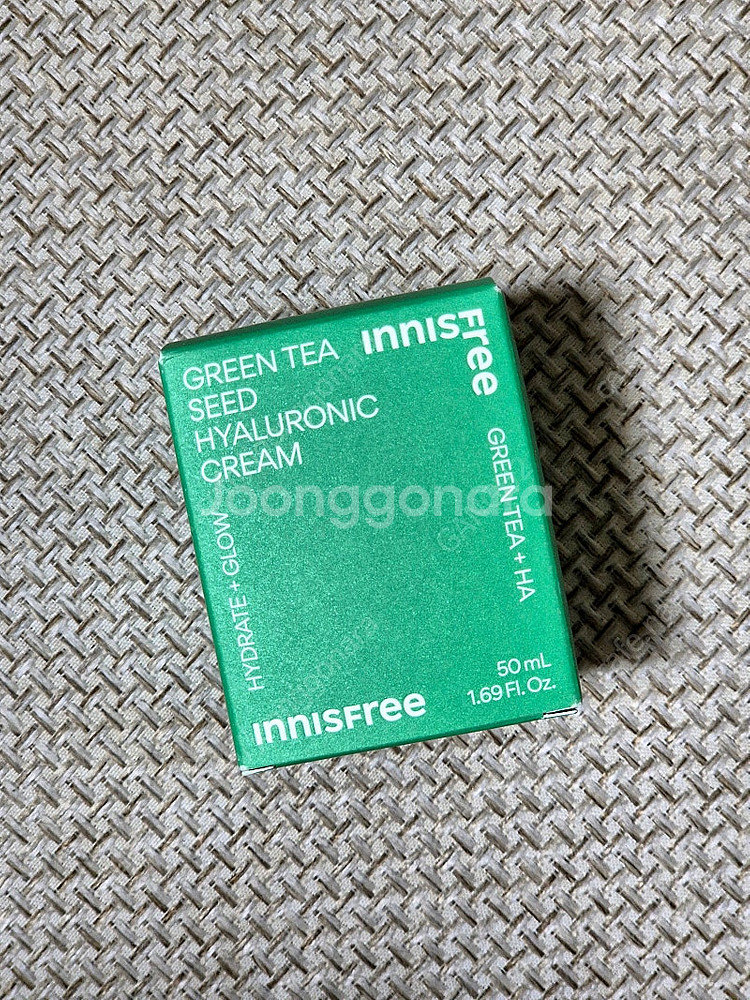 GREEN TEA
SEED
HYALURONIC
CREAM
innisFree
HYDRATE + GLOW
GREEN TEA + HA
Joonggonara
50 mL
1.69 Fl. Oz.
innisFree